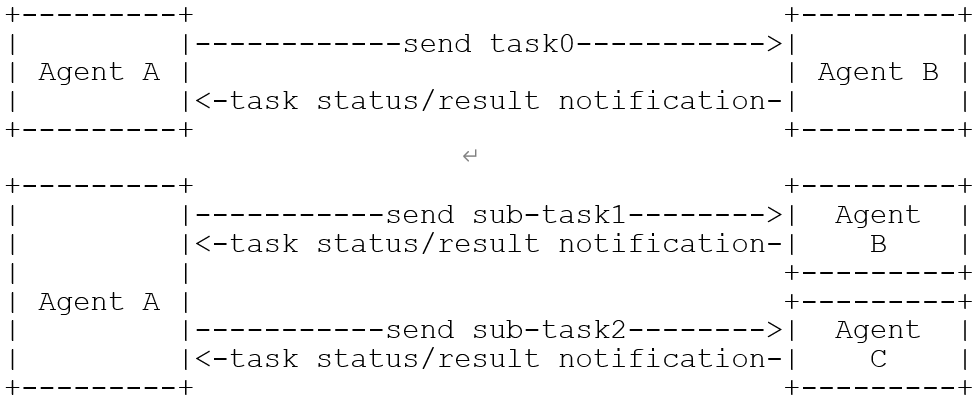 +---------+                                  +---------+
|         |------------send task0----------->|         |
| Agent A |                                  | Agent B |
|         |<-task status/result notification-|         |
+---------+                                  +---------+
↵
+---------+                                  +---------+
|         |-----------send sub-task1-------->|  Agent  |
|         |<-task status/result notification-|    B    |
|         |                                  +---------+
| Agent A |                                  +---------+
|         |-----------send sub-task2-------->|  Agent  |
|         |<-task status/result notification-|    C    |
+---------+                                  +---------+